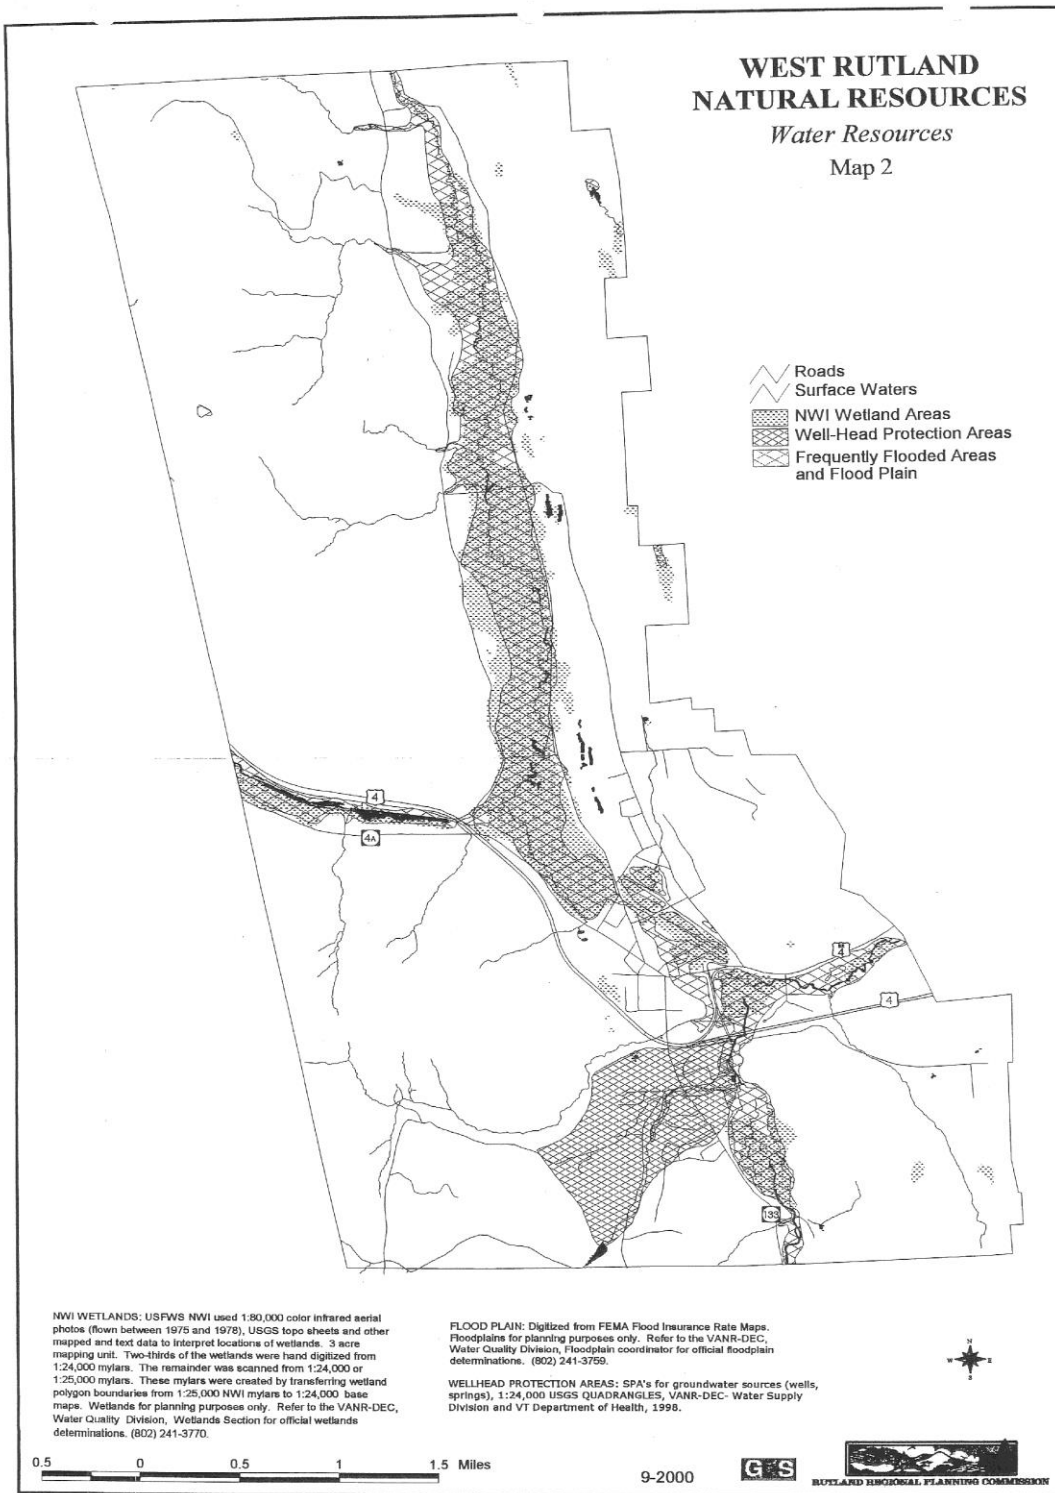 WEST RUTLAND
NATURAL RESOURCES
Water Resources
Map 2
Roads
Surface Waters
NWI Wetland Areas
Well-Head Protection Areas
Frequently Flooded Areas
and Flood Plain
4
4A
4
4
133
NWI WETLANDS: USFWS NWI used 1:80,000 color infrared aerial
photos (flown between 1975 and 1978), USGS topo sheets and other
mapped and text data to interpret locations of wetlands. 3 acre
mapping unit. Two-thirds of the wetlands were hand digitized from
1:24,000 mylars. The remainder was scanned from 1:24,000 or
1:25,000 mylars. These mylars were created by transferring wetland
polygon boundaries from 1:25,000 NWI mylars to 1:24,000 base
maps. Wetlands for planning purposes only. Refer to the VANR-DEC,
Water Quality Division, Wetlands Section for official wetlands
determinations. (802) 241-3770.
FLOOD PLAIN: Digitized from FEMA Flood Insurance Rate Maps.
Floodplains for planning purposes only. Refer to the VANR-DEC,
Water Quality Division, Floodplain coordinator for official floodplain
determinations. (802) 241-3759.
WELLHEAD PROTECTION AREAS: SPA's for groundwater sources (wells,
springs), 1:24,000 USGS QUADRANGLES, VANR-DEC- Water Supply
Division and VT Department of Health, 1998.
N
W E
S
0.5 0 0.5 1 1.5 Miles
9-2000
GIS
RUTLAND REGIONAL PLANNING COMMISSION